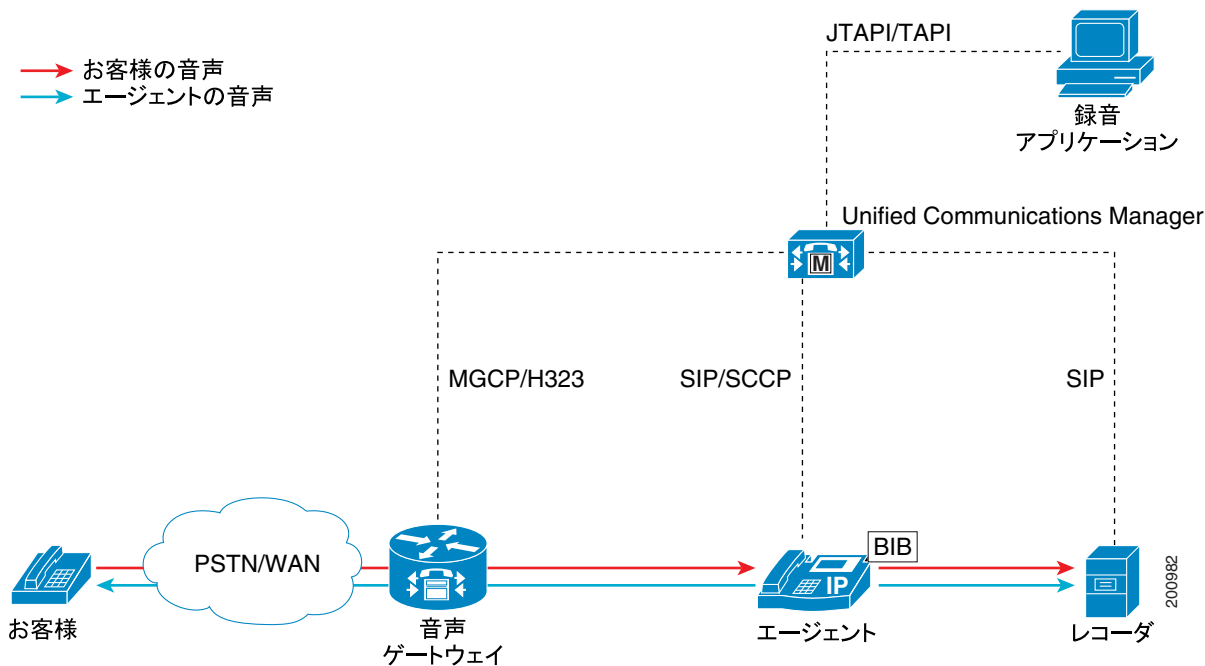 JTAPI/TAPI
お客様の音声
エージェントの音声
録音
アプリケーション
Unified Communications Manager
M
MGCP/H323
SIP/SCCP
SIP
PSTN/WAN
BIB
IP
200982
お客様
音声
ゲートウェイ
エージェント
レコーダ